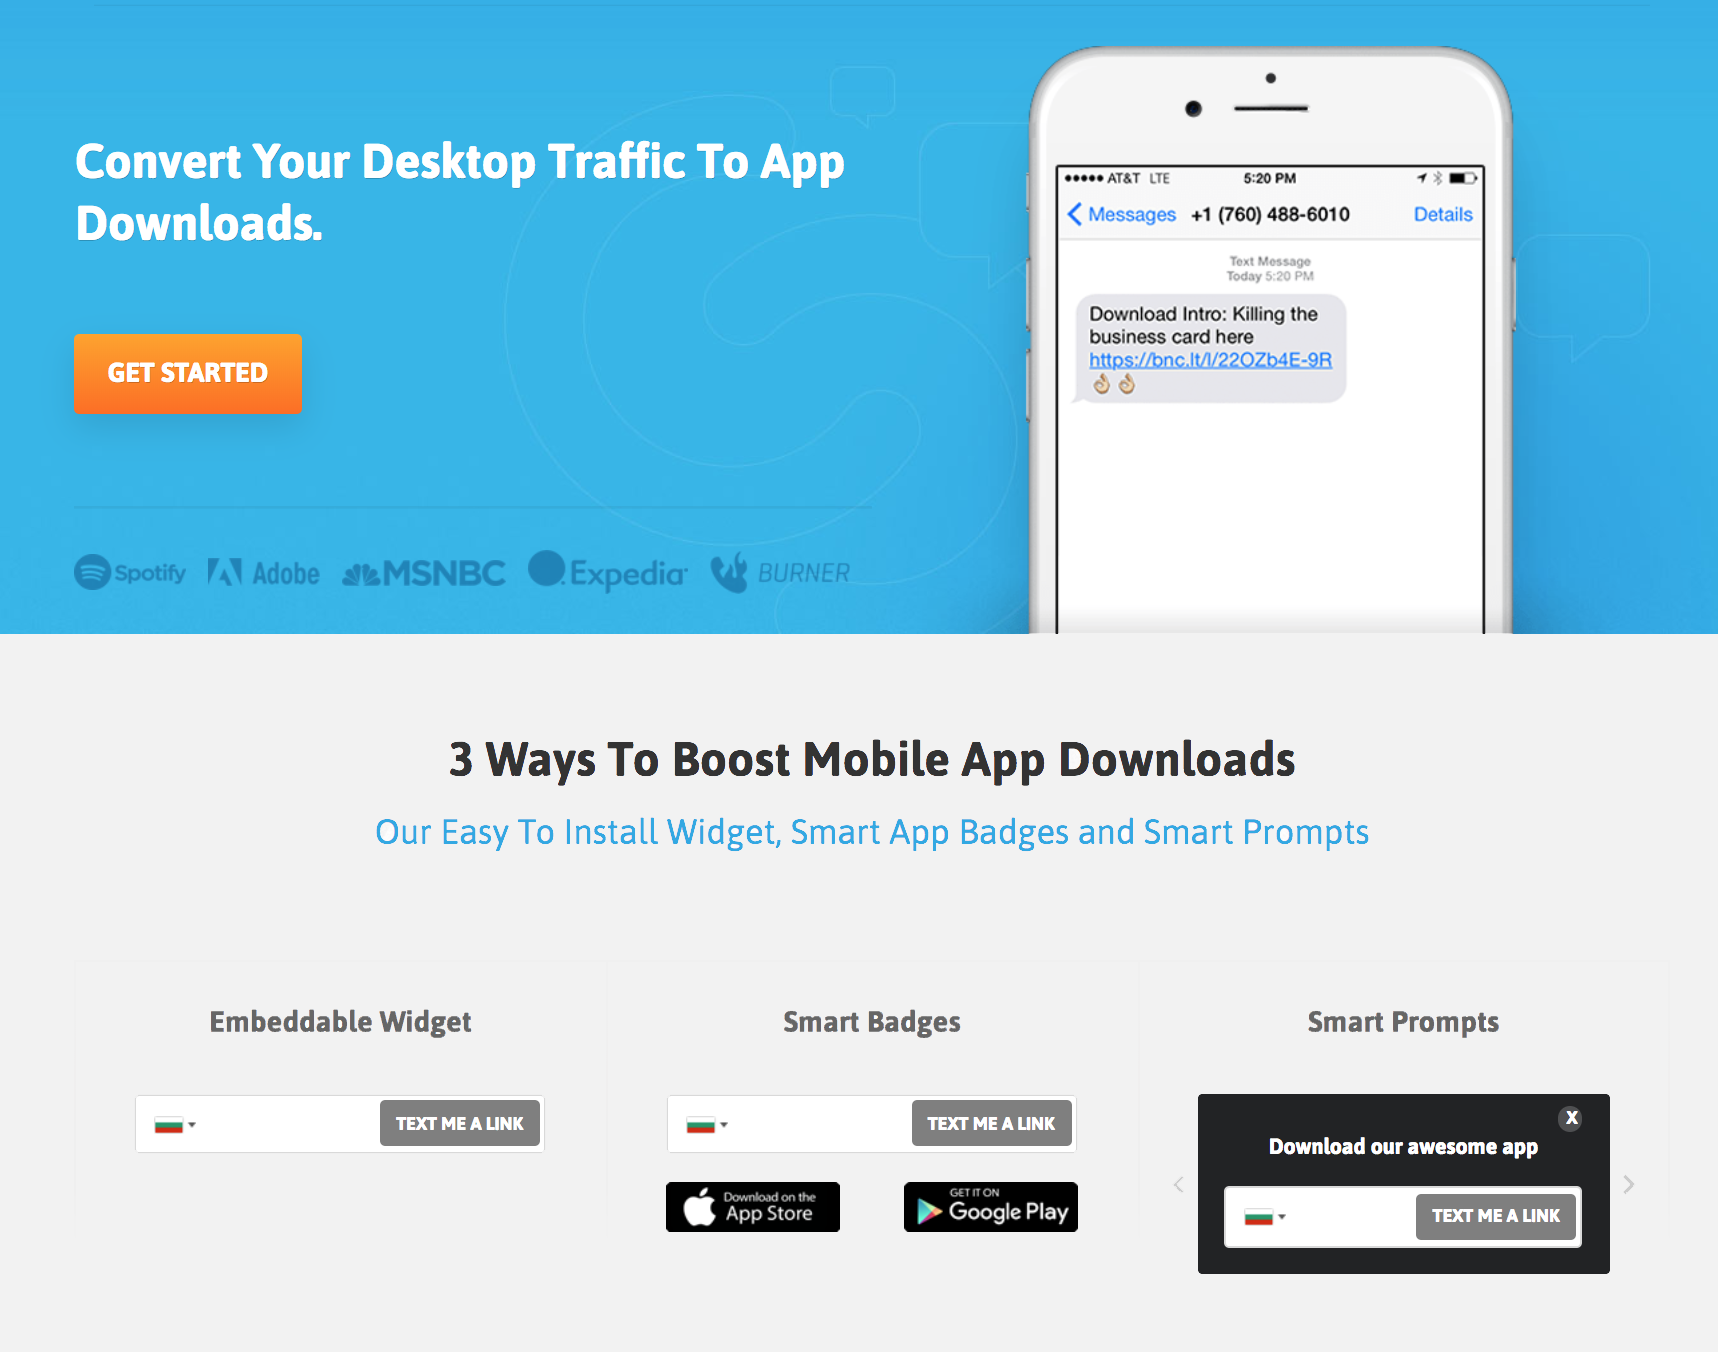 Convert Your Desktop Traffic To App
Downloads.
GET STARTED
Spotify Adobe MSNBC Expedia BURNER
AT&T LTE 5:20 PM
Messages +1 (760) 488-6010 Details
Text Message
Today 5:20 PM
Download Intro: Killing the
business card here
https://bnc.lt/l/22OZb4E-9R
👌👌
3 Ways To Boost Mobile App Downloads
Our Easy To Install Widget, Smart App Badges and Smart Prompts
Embeddable Widget
TEXT ME A LINK
Smart Badges
TEXT ME A LINK
Download on the
App Store
GET IT ON
Google Play
Smart Prompts
X
Download our awesome app
TEXT ME A LINK